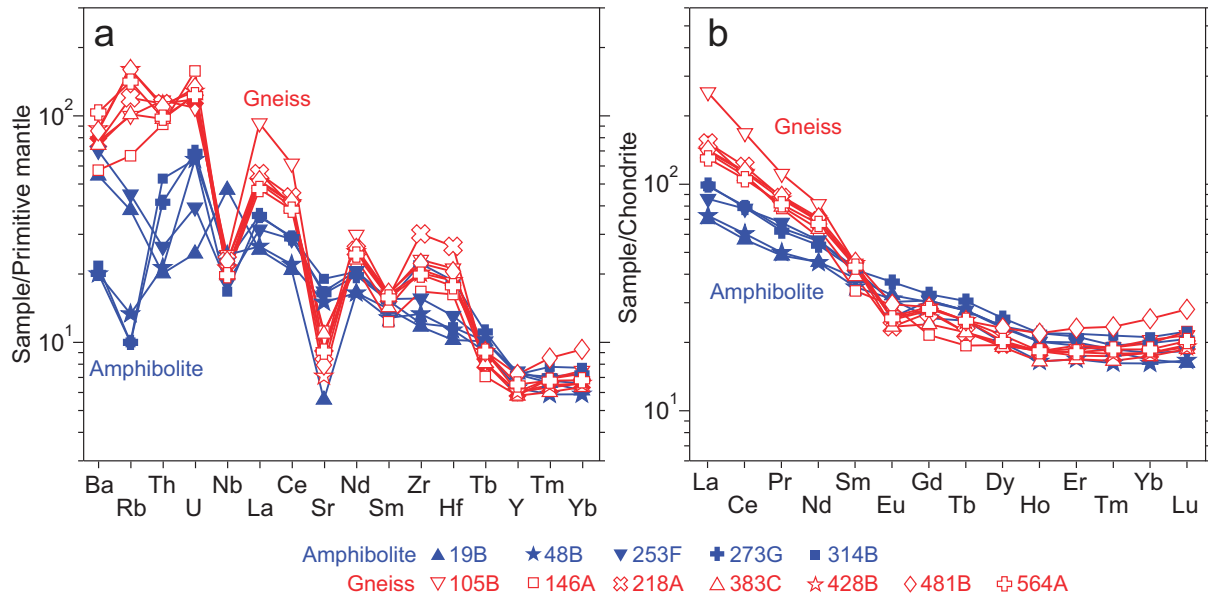 a
Sample/Primitive mantle
10²
10¹
Gneiss
Amphibolite
Ba Rb Th U Nb La Ce Sr Nd Sm Zr Hf Tb Y Tm Yb
b
Sample/Chondrite
10²
10¹
Gneiss
Amphibolite
La Ce Pr Nd Sm Eu Gd Tb Dy Ho Er Tm Yb Lu
Amphibolite 19B 48B 253F 273G 314B
Gneiss 105B 146A 218A 383C 428B 481B 564A